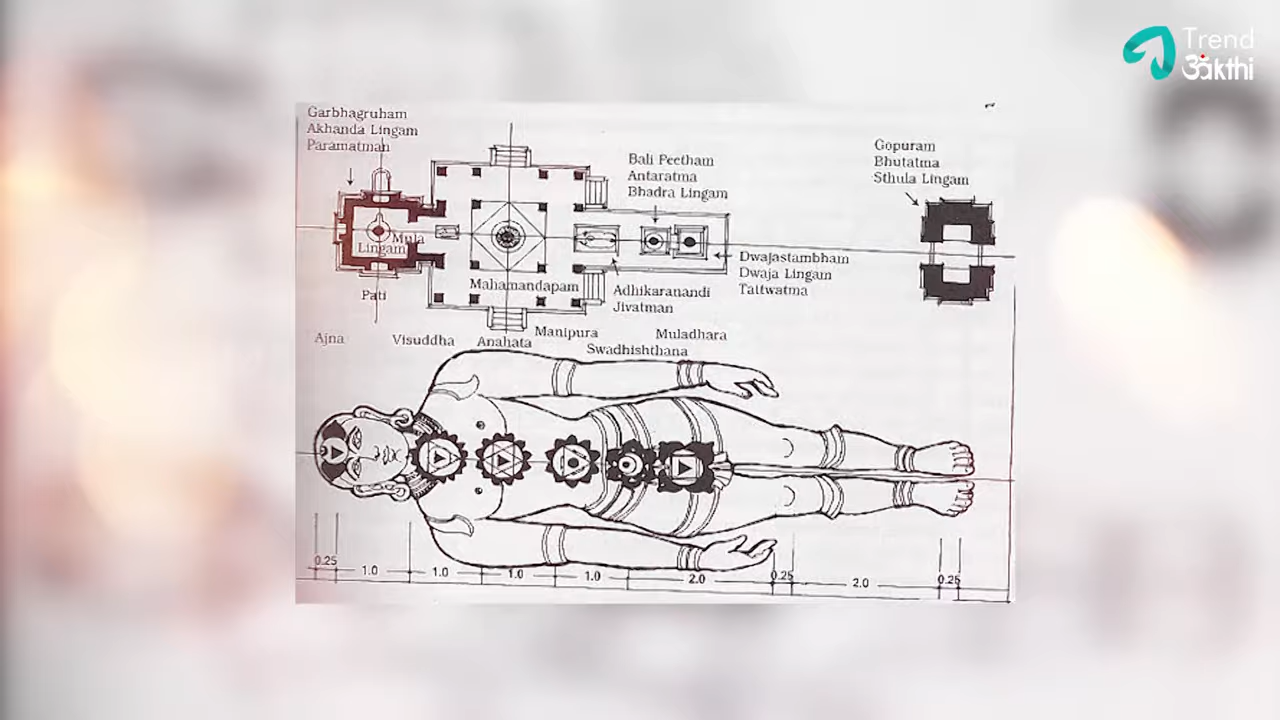 Trend
சakthi
Garbhagruham
Akhanda Lingam
Paramatman
Bali Peetham
Antaratma
Bhadra Lingam
Gopuram
Bhutatma
Sthula Lingam
Mula
Lingam
Dwajastambham
Dwaja Lingam
Tattwatma
Mahamandapam
Adhikaranandi
Jivatman
Pati
Ajna
Visuddha
Anahata
Manipura
Swadhishthana
Muladhara
0.25
1.0
1.0
1.0
1.0
2.0
0.25
2.0
0.25